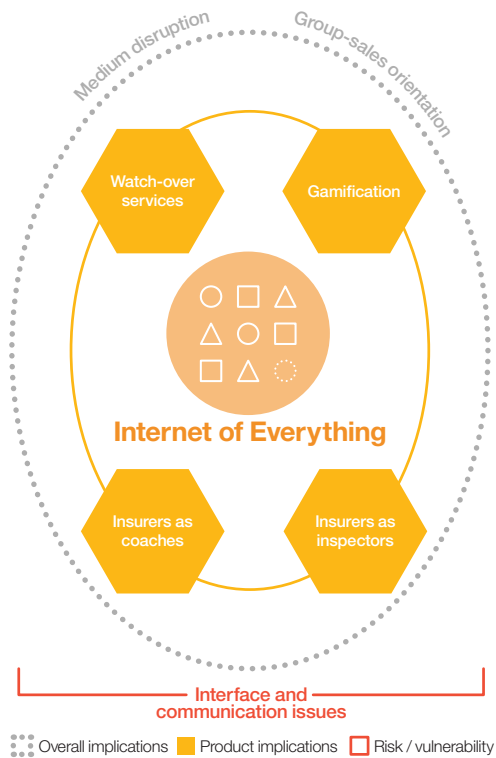 Medium disruption
Group-sales orientation
Watch-over
services
Gamification
Internet of Everything
Insurers as
coaches
Insurers as
inspectors
Interface and
communication issues
Overall implications
Product implications
Risk / vulnerability